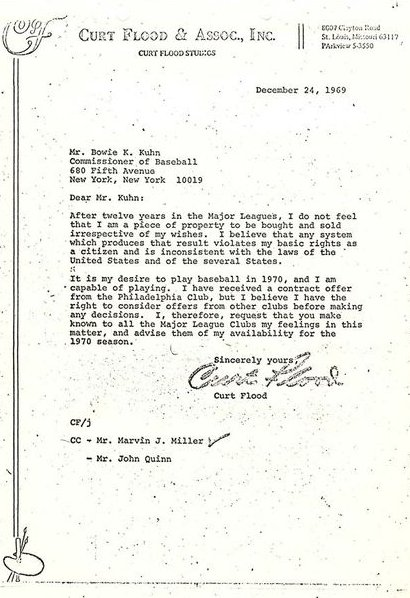 CF
CURT FLOOD & ASSOC., INC.
CURT FLOOD STUDIOS
8007 Clayton Road
St. Louis, Missouri 63117
PArkview 5-3550
December 24, 1969
Mr. Bowie K. Kuhn
Commissioner of Baseball
680 Fifth Avenue
New York, New York 10019
Dear Mr. Kuhn:
After twelve years in the Major Leagues, I do not feel
that I am a piece of property to be bought and sold
irrespective of my wishes. I believe that any system
which produces that result violates my basic rights as
a citizen and is inconsistent with the laws of the
United States and of the several States.
It is my desire to play baseball in 1970, and I am
capable of playing. I have received a contract offer
from the Philadelphia Club, but I believe I have the
right to consider offers from other clubs before making
any decisions. I, therefore, request that you make
known to all the Major League Clubs my feelings in this
matter, and advise them of my availability for the
1970 season.
Sincerely yours,
Curt Flood
Curt Flood
CF/j
CC - Mr. Marvin J. Miller
- Mr. John Quinn